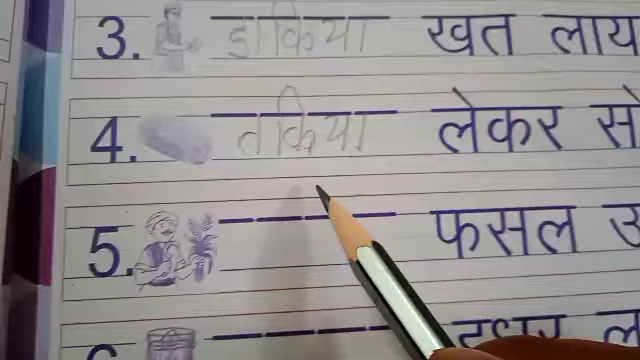 3. डाकिया खत लाय
4. तकिया लेकर सो
5. फसल उ